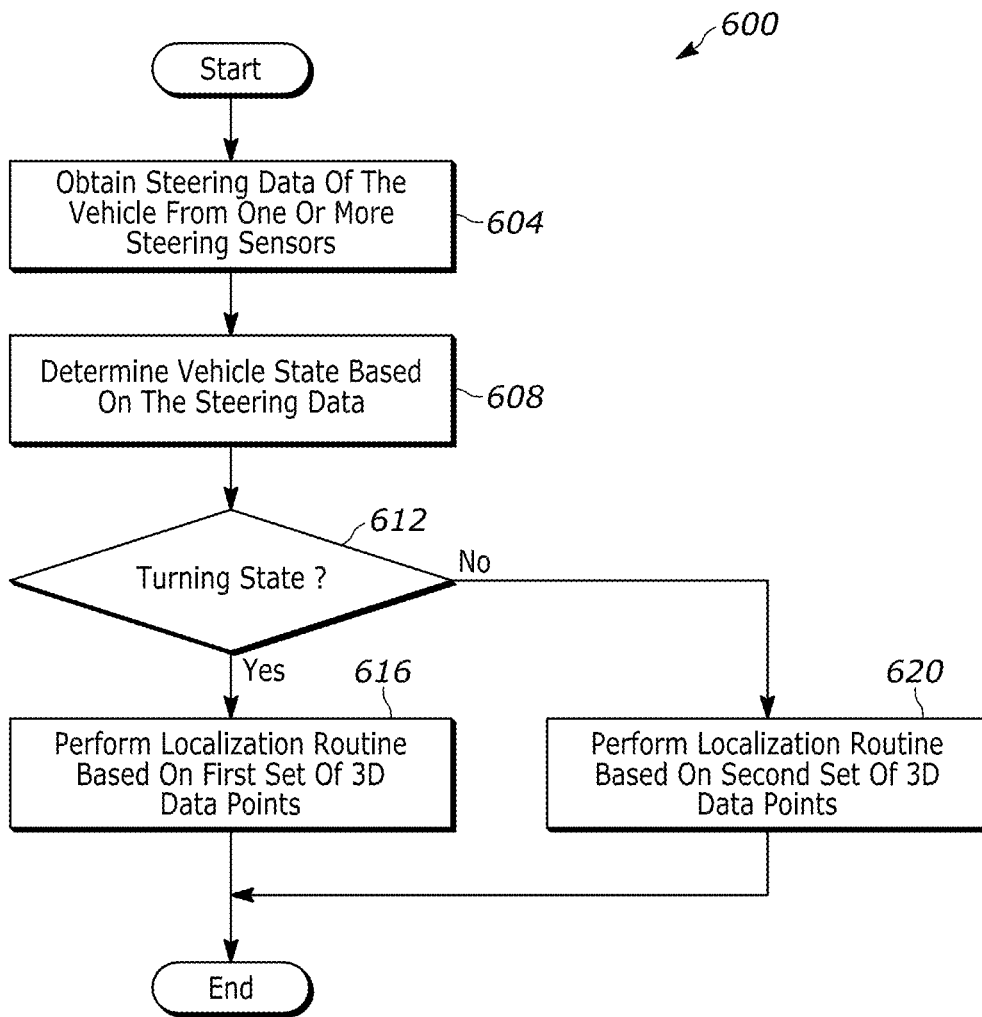 600
Start
Obtain Steering Data Of The
Vehicle From One Or More
Steering Sensors
604
Determine Vehicle State Based
On The Steering Data
608
612
Turning State ?
No
Yes
616
620
Perform Localization Routine
Based On First Set Of 3D
Data Points
Perform Localization Routine
Based On Second Set Of 3D
Data Points
End